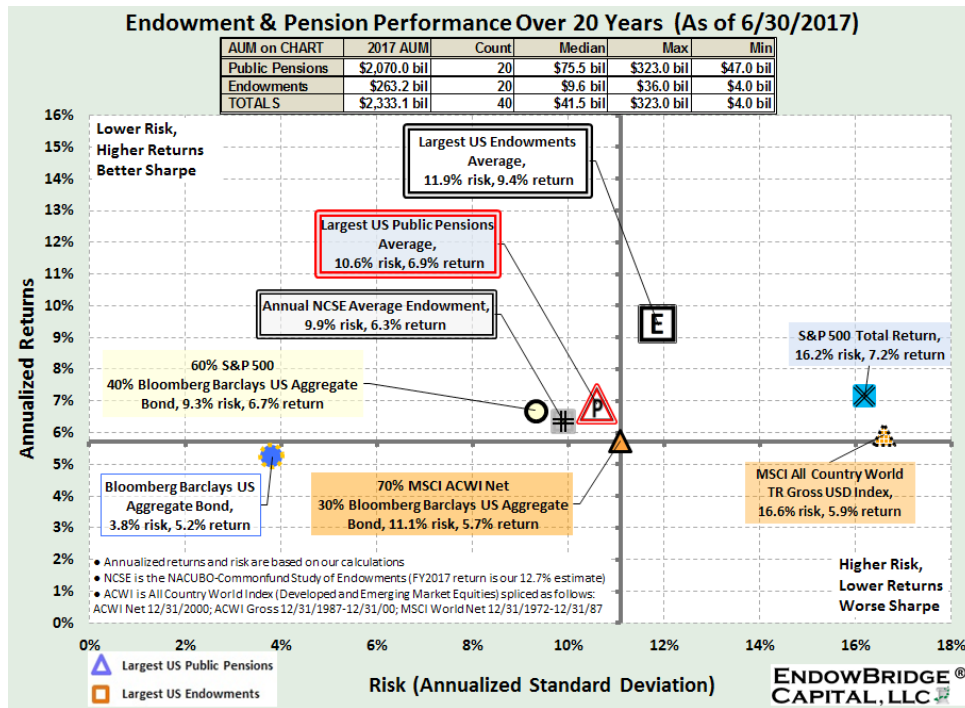 Endowment & Pension Performance Over 20 Years (As of 6/30/2017)
AUM on CHART 2017 AUM Count Median Max Min
Public Pensions $2,070.0 bil 20 $75.5 bil $323.0 bil $47.0 bil
Endowments $263.2 bil 20 $9.6 bil $36.0 bil $4.0 bil
TOTALS $2,333.1 bil 40 $41.5 bil $323.0 bil $4.0 bil
16%
15%
14%
13%
12%
11%
10%
9%
8%
7%
6%
5%
4%
3%
2%
1%
0%
Annualized Returns
Lower Risk,
Higher Returns
Better Sharpe
Largest US Endowments
Average,
11.9% risk, 9.4% return
Largest US Public Pensions
Average,
10.6% risk, 6.9% return
Annual NCSE Average Endowment,
9.9% risk, 6.3% return
E
S&P 500 Total Return,
16.2% risk, 7.2% return
60% S&P 500
40% Bloomberg Barclays US Aggregate
Bond, 9.3% risk, 6.7% return
P
Bloomberg Barclays US
Aggregate Bond,
3.8% risk, 5.2% return
70% MSCI ACWI Net
30% Bloomberg Barclays US Aggregate
Bond, 11.1% risk, 5.7% return
MSCI All Country World
TR Gross USD Index,
16.6% risk, 5.9% return
● Annualized returns and risk are based on our calculations
● NCSE is the NACUBO-Commonfund Study of Endowments (FY2017 return is our 12.7% estimate)
● ACWI is All Country World Index (Developed and Emerging Market Equities) spliced as follows:
ACWI Net 12/31/2000; ACWI Gross 12/31/1987-12/31/00; MSCI World Net 12/31/1972-12/31/87
Higher Risk,
Lower Returns
Worse Sharpe
0% 2% 4% 6% 8% 10% 12% 14% 16% 18%
Largest US Public Pensions
Largest US Endowments
Risk (Annualized Standard Deviation)
ENDOWBRIDGE ®
CAPITAL, LLC